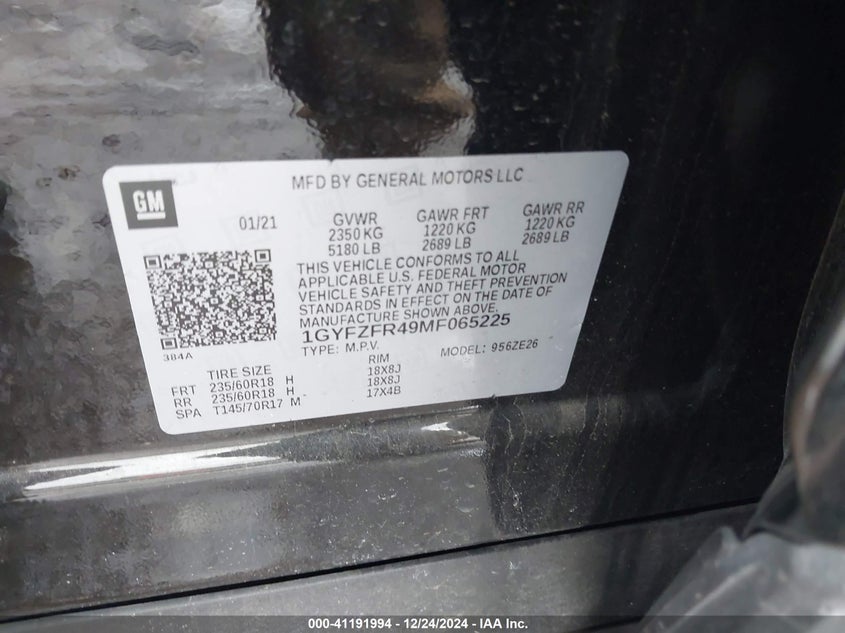 GM
MFD BY GENERAL MOTORS LLC
01/21
GVWR
2350 KG
5180 LB
GAWR FRT
1220 KG
2689 LB
GAWR RR
1220 KG
2689 LB
THIS VEHICLE CONFORMS TO ALL
APPLICABLE U.S. FEDERAL MOTOR
VEHICLE SAFETY AND THEFT PREVENTION
STANDARDS IN EFFECT ON THE DATE OF
MANUFACTURE SHOWN ABOVE.
1GYFZFR49MF065225
TYPE: M.P.V. MODEL: 956ZE26
384A
TIRE SIZE RIM
FRT 235/60R18 H 18X8J
RR 235/60R18 H 18X8J
SPA T145/70R17 M 17X4B
000-41191994 — 12/24/2024 — IAA Inc.